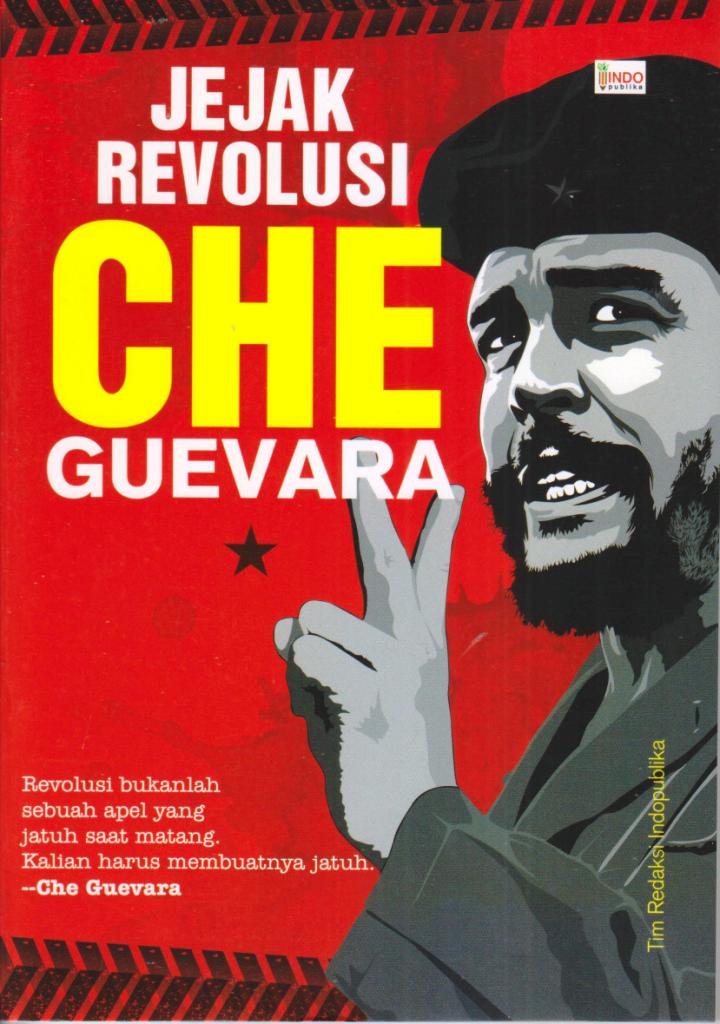 INDO
publika
JEJAK
REVOLUSI
CHE
GUEVARA
Revolusi bukanlah
sebuah apel yang
jatuh saat matang.
Kalian harus membuatnya jatuh.
--Che Guevara
Tim Redaksi Indopublika